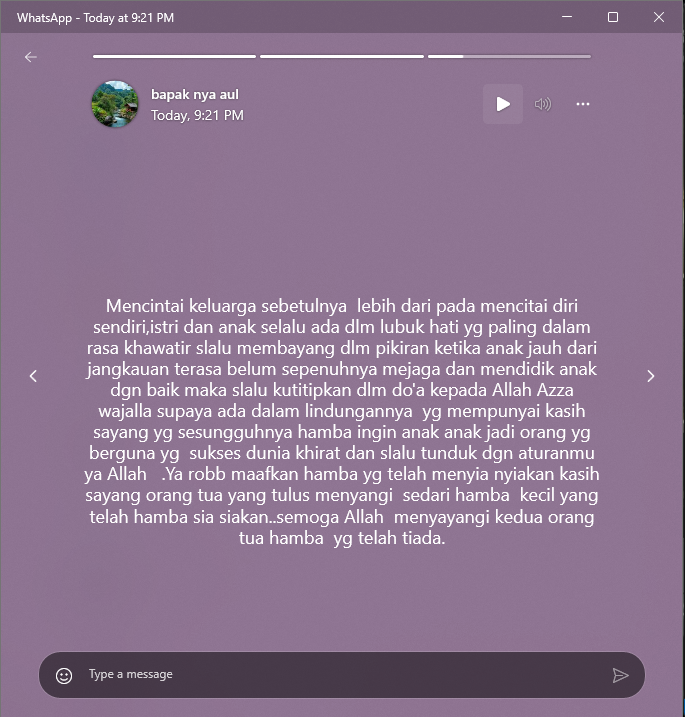 WhatsApp - Today at 9:21 PM
bapak nya aul
Today, 9:21 PM
Mencintai keluarga sebetulnya  lebih dari pada mencitai diri
sendiri,istri dan anak selalu ada dlm lubuk hati yg paling dalam
rasa khawatir slalu membayang dlm pikiran ketika anak jauh dari
jangkauan terasa belum sepenuhnya mejaga dan mendidik anak
dgn baik maka slalu kutitipkan dlm do'a kepada Allah Azza
wajalla supaya ada dalam lindungannya  yg mempunyai kasih
sayang yg sesungguhnya hamba ingin anak anak jadi orang yg
berguna yg  sukses dunia khirat dan slalu tunduk dgn aturanmu
ya Allah   .Ya robb maafkan hamba yg telah menyia nyiakan kasih
sayang orang tua yang tulus menyangi  sedari hamba  kecil yang
telah hamba sia siakan..semoga Allah  menyayangi kedua orang
tua hamba  yg telah tiada.
Type a message